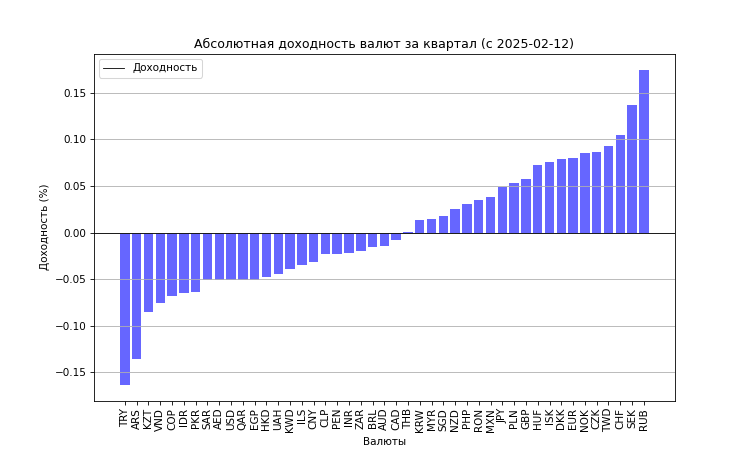 Абсолютная доходность валют за квартал (с 2025-02-12)
Доходность
Доходность (%)
0.15
0.10
0.05
0.00
−0.05
−0.10
−0.15
TRY
ARS
KZT
VND
COP
IDR
PKR
SAR
AED
USD
QAR
EGP
HKD
UAH
KWD
ILS
CNY
CLP
PEN
INR
ZAR
BRL
AUD
CAD
THB
KRW
MYR
SGD
NZD
PHP
RON
MXN
JPY
PLN
GBP
HUF
ISK
DKK
EUR
NOK
CZK
TWD
CHF
SEK
RUB
Валюты